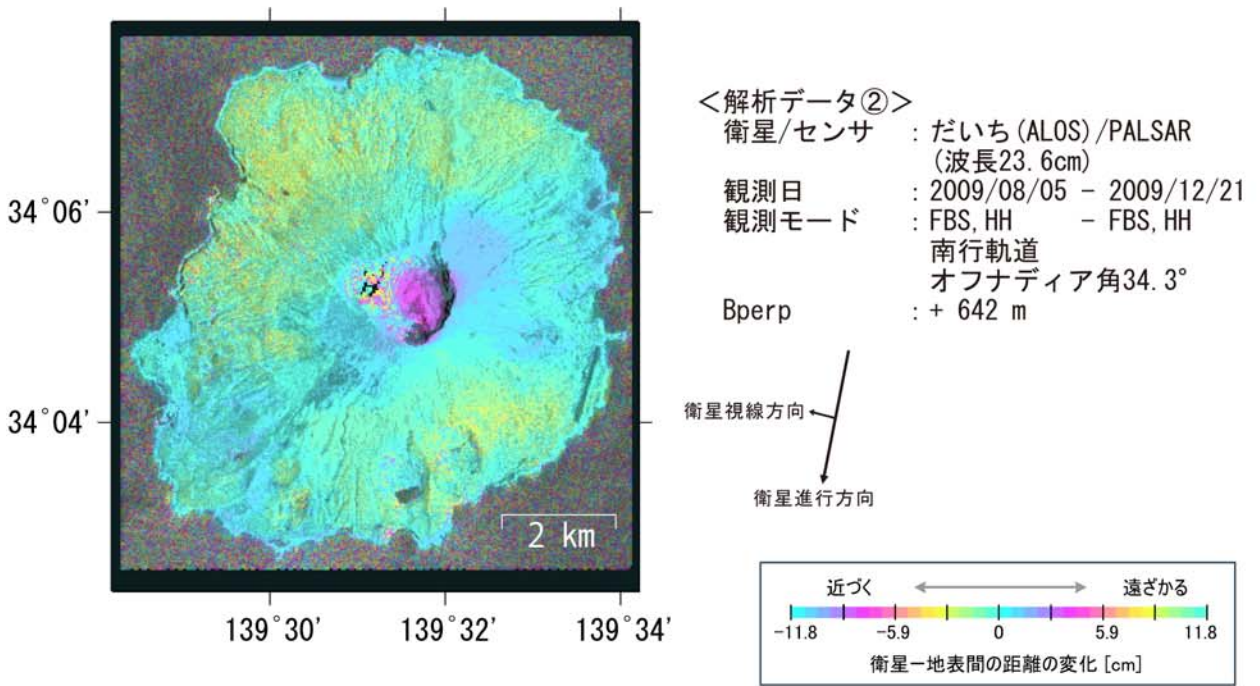 ＜解析データ②＞
衛星/センサ ：だいち(ALOS)/PALSAR
(波長23.6cm)
観測日 ：2009/08/05 − 2009/12/21
観測モード ：FBS,HH − FBS,HH
南行軌道
オフナディア角34.3°
Bperp ：+ 642 m
34°06'
34°04'
衛星視線方向
衛星進行方向
2 km
139°30' 139°32' 139°34'
近づく 遠ざかる
-11.8 -5.9 0 5.9 11.8
衛星−地表間の距離の変化 [cm]